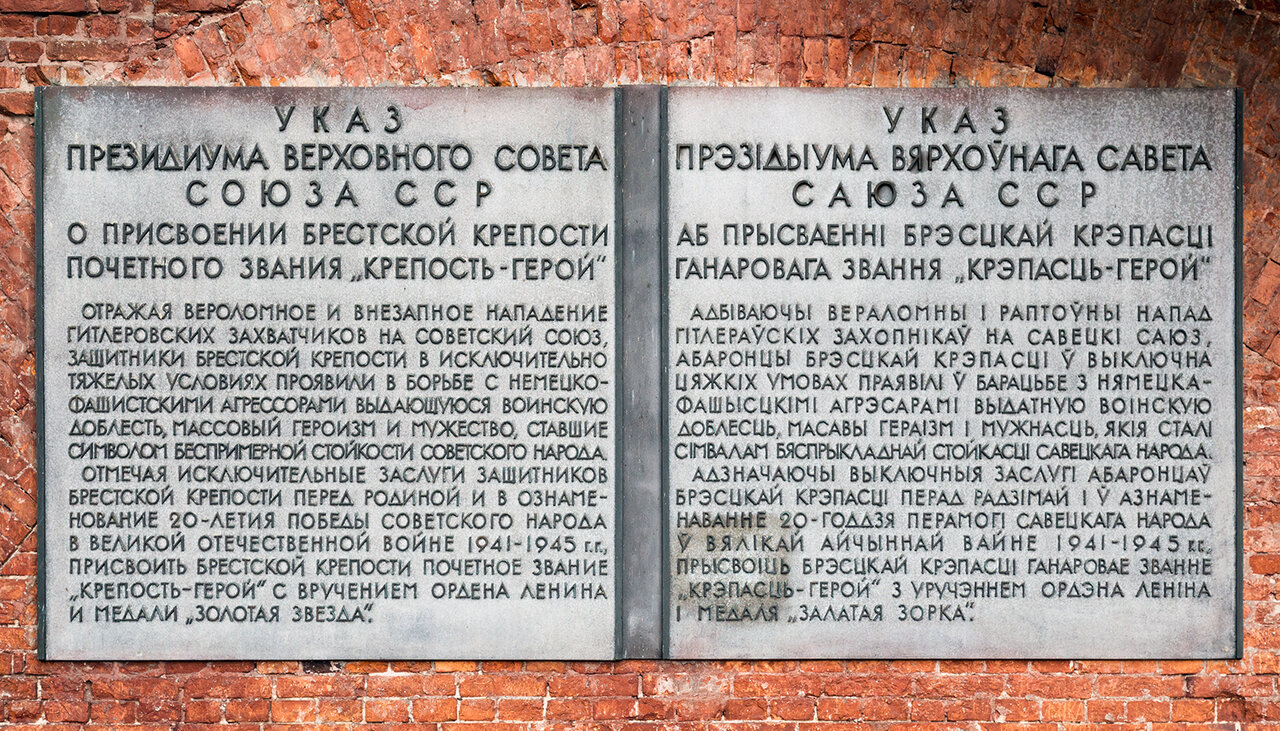 УКАЗ
ПРЕЗИДИУМА ВЕРХОВНОГО СОВЕТА
СОЮЗА ССР
О ПРИСВОЕНИИ БРЕСТСКОЙ КРЕПОСТИ
ПОЧЕТНОГО ЗВАНИЯ „КРЕПОСТЬ-ГЕРОЙ“
ОТРАЖАЯ ВЕРОЛОМНОЕ И ВНЕЗАПНОЕ НАПАДЕНИЕ
ГИТЛЕРОВСКИХ ЗАХВАТЧИКОВ НА СОВЕТСКИЙ СОЮЗ,
ЗАЩИТНИКИ БРЕСТСКОЙ КРЕПОСТИ В ИСКЛЮЧИТЕЛЬНО
ТЯЖЕЛЫХ УСЛОВИЯХ ПРОЯВИЛИ В БОРЬБЕ С НЕМЕЦКО-
ФАШИСТСКИМИ АГРЕССОРАМИ ВЫДАЮЩУЮСЯ ВОИНСКУЮ
ДОБЛЕСТЬ, МАССОВЫЙ ГЕРОИЗМ И МУЖЕСТВО, СТАВШИЕ
СИМВОЛОМ БЕСПРИМЕРНОЙ СТОЙКОСТИ СОВЕТСКОГО НАРОДА.
ОТМЕЧАЯ ИСКЛЮЧИТЕЛЬНЫЕ ЗАСЛУГИ ЗАЩИТНИКОВ
БРЕСТСКОЙ КРЕПОСТИ ПЕРЕД РОДИНОЙ И В ОЗНАМЕ-
НОВАНИЕ 20-ЛЕТИЯ ПОБЕДЫ СОВЕТСКОГО НАРОДА
В ВЕЛИКОЙ ОТЕЧЕСТВЕННОЙ ВОЙНЕ 1941-1945 г.г.,
ПРИСВОИТЬ БРЕСТСКОЙ КРЕПОСТИ ПОЧЕТНОЕ ЗВАНИЕ
„КРЕПОСТЬ-ГЕРОЙ“ С ВРУЧЕНИЕМ ОРДЕНА ЛЕНИНА
И МЕДАЛИ „ЗОЛОТАЯ ЗВЕЗДА“.
УКАЗ
ПРЭЗІДЫУМА ВЯРХОЎНАГА САВЕТА
САЮЗА ССР
АБ ПРЫСВАЕННІ БРЭСЦКАЙ КРЭПАСЦІ
ГАНАРОВАГА ЗВАННЯ „КРЭПАСЦЬ-ГЕРОЙ“
АДБІВАЮЧЫ ВЕРАЛОМНЫ І РАПТОЎНЫ НАПАД
ГІТЛЕРАЎСКІХ ЗАХОПНІКАЎ НА САВЕЦКІ САЮЗ,
АБАРОНЦЫ БРЭСЦКАЙ КРЭПАСЦІ Ў ВЫКЛЮЧНА
ЦЯЖКІХ УМОВАХ ПРАЯВІЛІ Ў БАРАЦЬБЕ З НЯМЕЦКА-
ФАШЫСЦКІМІ АГРЭСАРАМІ ВЫДАТНУЮ ВОІНСКУЮ
ДОБЛЕСЦЬ, МАСАВЫ ГЕРАІЗМ І МУЖНАСЦЬ, ЯКІЯ СТАЛІ
СІМВАЛАМ БЯСПРЫКЛАДНАЙ СТОЙКАСЦІ САВЕЦКАГА НАРОДА.
АДЗНАЧАЮЧЫ ВЫКЛЮЧНЫЯ ЗАСЛУГІ АБАРОНЦАЎ
БРЭСЦКАЙ КРЭПАСЦІ ПЕРАД РАДЗІМАЙ І Ў АЗНАМЕ-
НАВАННЕ 20-ГОДДЗЯ ПЕРАМОГІ САВЕЦКАГА НАРОДА
Ў ВЯЛІКАЙ АЙЧЫННАЙ ВАЙНЕ 1941-1945 г.г.,
ПРЫСВОІЦЬ БРЭСЦКАЙ КРЭПАСЦІ ГАНАРОВАЕ ЗВАННЕ
„КРЭПАСЦЬ-ГЕРОЙ“ З УРУЧЭННЕМ ОРДЭНА ЛЕНІНА
І МЕДАЛЯ „ЗАЛАТАЯ ЗОРКА“.